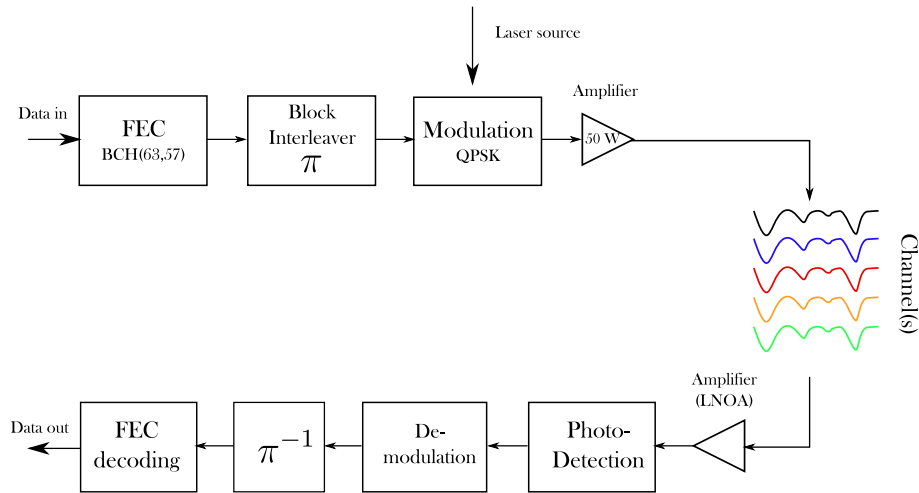 Laser source
Data in
FEC
BCH(63,57)
Block
Interleaver
π
Modulation
QPSK
Amplifier
50 W
Channel(s)
Amplifier
(LNOA)
Photo-
Detection
De-
modulation
π⁻¹
FEC
decoding
Data out